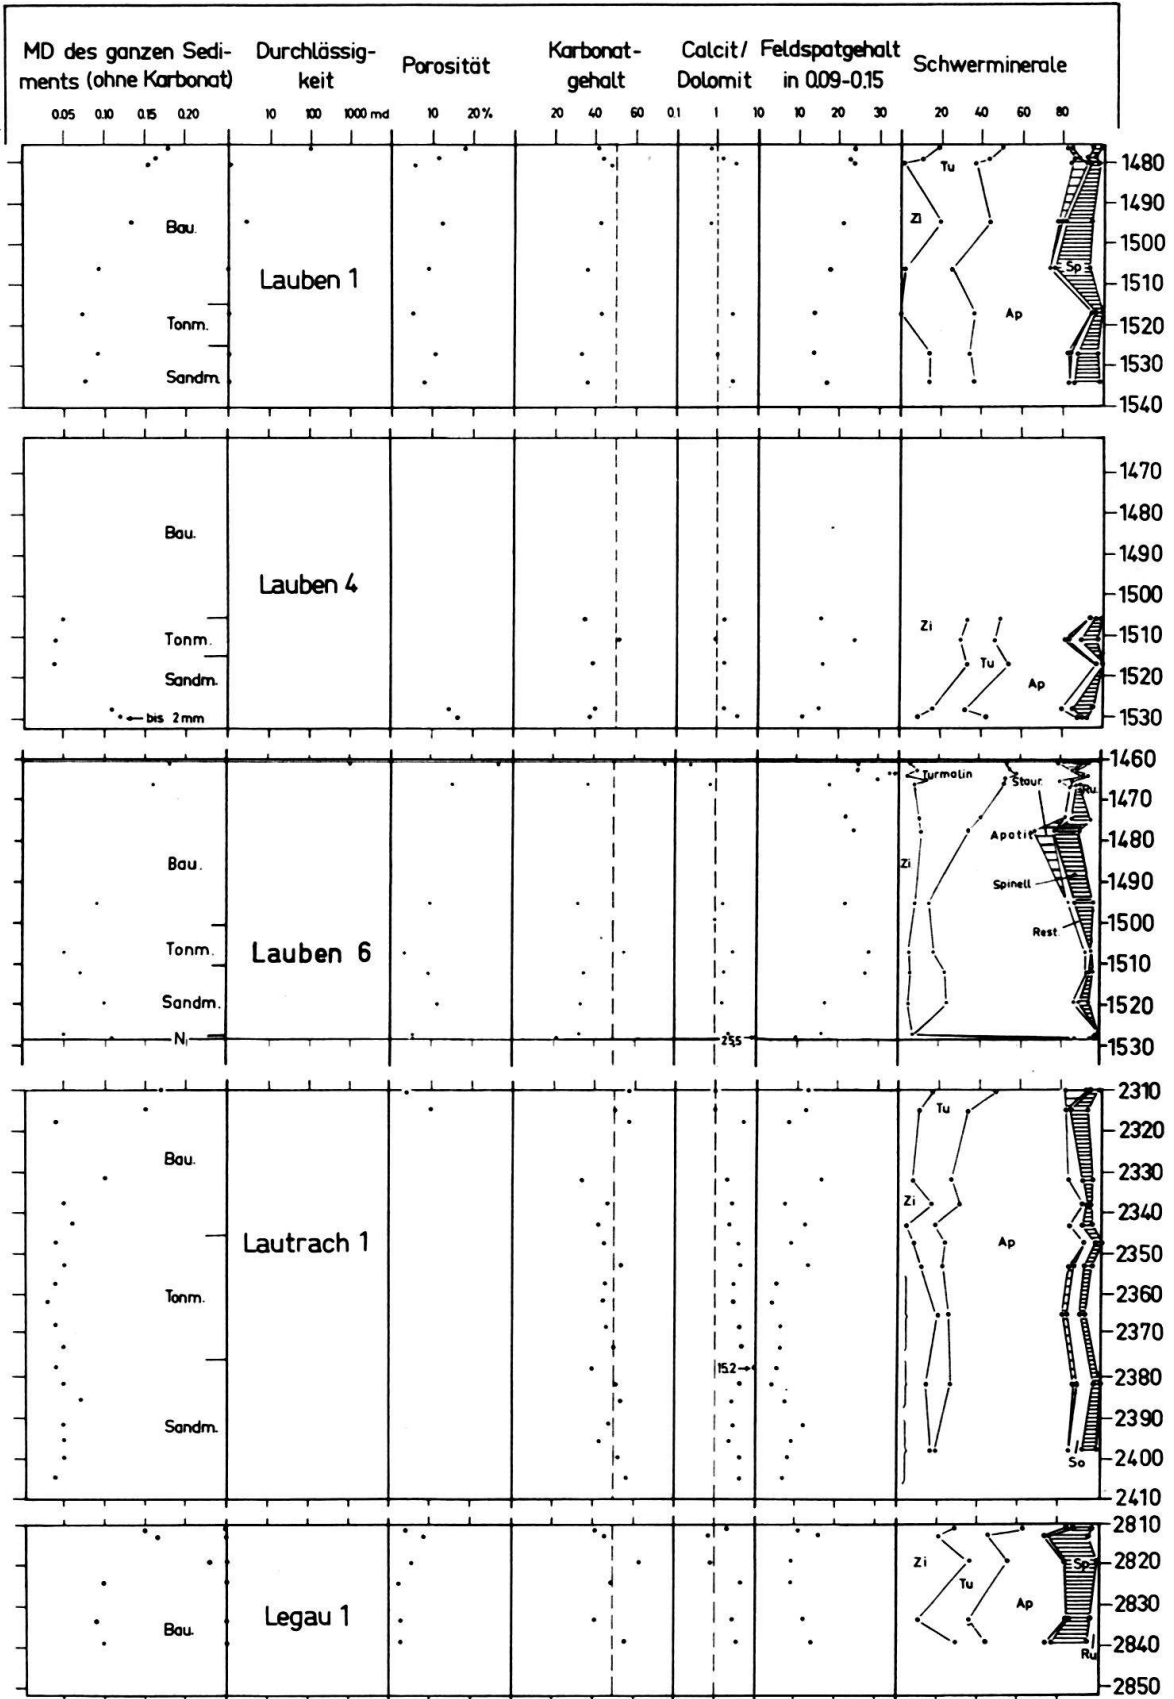 MD des ganzen Sedi-
ments (ohne Karbonat)
Durchlässig-
keit
Porosität
Karbonat-
gehalt
Calcit/
Dolomit
Feldspatgehalt
in 0.09-0.15
Schwerminerale
0.05 0.10 0.15 0.20
10 100 1000 md
10 20%
20 40 60
0.1 1 10
10 20 30
20 40 60 80
Bau.
Tonm.
Sandm.
Lauben 1
Zi
Tu
Ap
Sp
1480
1490
1500
1510
1520
1530
1540
Bau.
Tonm.
Sandm.
bis 2mm
Lauben 4
Zi
Tu
Ap
1470
1480
1490
1500
1510
1520
1530
Bau.
Tonm.
Sandm.
N
Lauben 6
25,5
Turmalin
Staur.
Ru.
Apatit
Zi
Spinell
Rest.
1460
1470
1480
1490
1500
1510
1520
1530
Bau.
Tonm.
Sandm.
Lautrach 1
15.2
Tu
Zi
Ap
So
2310
2320
2330
2340
2350
2360
2370
2380
2390
2400
2410
Bau.
Legau 1
Zi
Tu
Ap
Sp
Ru
2810
2820
2830
2840
2850